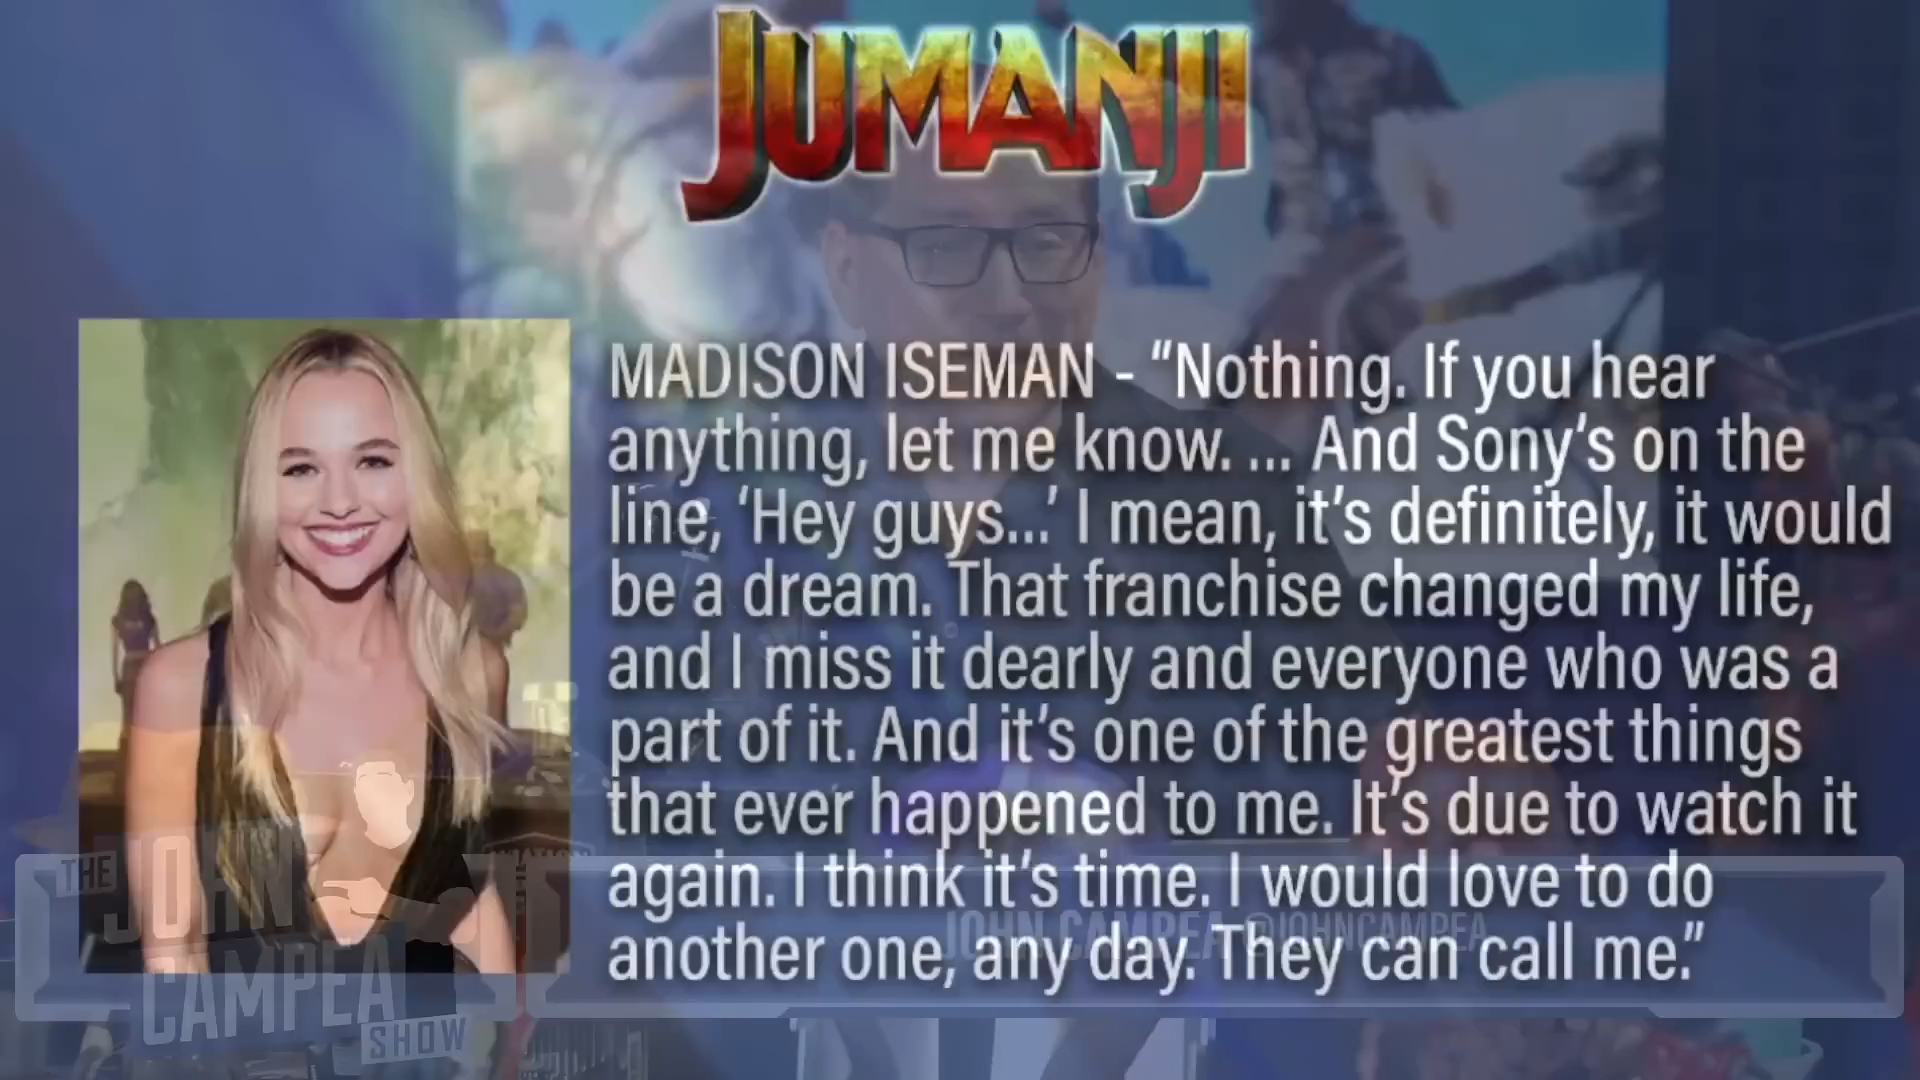 JUMANJI
MADISON ISEMAN - “Nothing. If you hear
anything, let me know. ... And Sony’s on the
line, ‘Hey guys...’ I mean, it’s definitely, it would
be a dream. That franchise changed my life,
and I miss it dearly and everyone who was a
part of it. And it’s one of the greatest things
that ever happened to me. It’s due to watch it
again. I think it’s time. I would love to do
another one, any day. They can call me.”
THE
JOHN
CAMPEA
SHOW
JOHN CAMPEA @JOHNCAMPEA